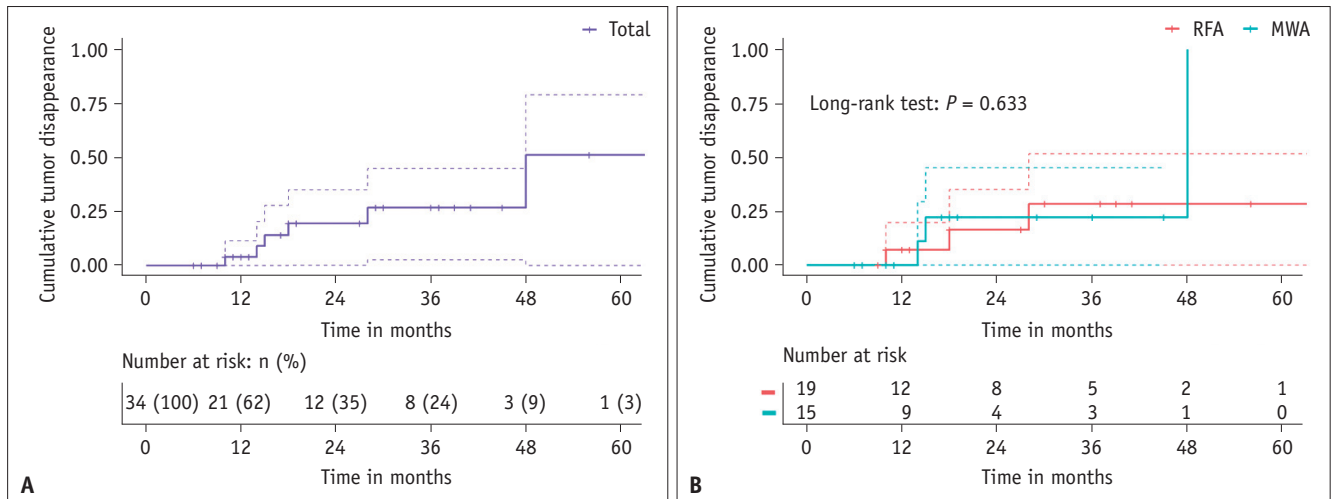 Total
Cumulative tumor disappearance
1.00
0.75
0.50
0.25
0.00
0 12 24 36 48 60
Time in months
Number at risk: n (%)
34 (100) 21 (62) 12 (35) 8 (24) 3 (9) 1 (3)
0 12 24 36 48 60
Time in months
A
RFA MWA
Cumulative tumor disappearance
1.00
0.75
0.50
0.25
0.00
Long-rank test: P = 0.633
0 12 24 36 48 60
Time in months
Number at risk
19 12 8 5 2 1
15 9 4 3 1 0
0 12 24 36 48 60
Time in months
B